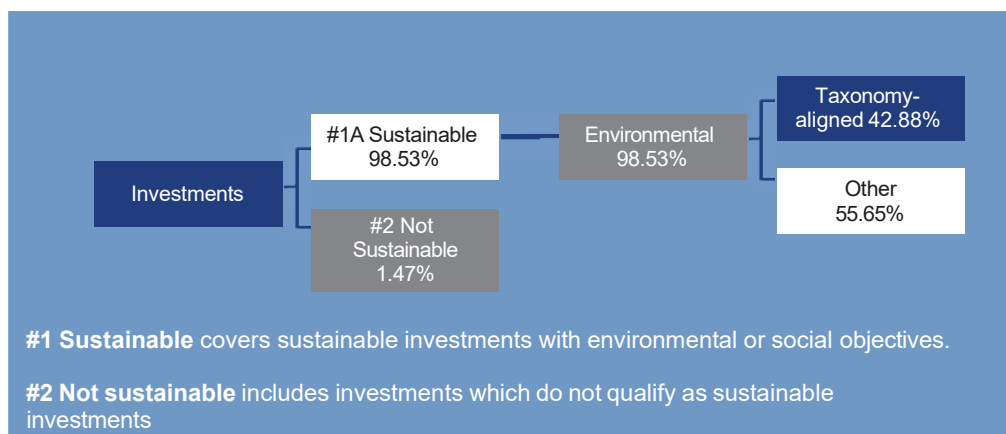 Investments
#1A Sustainable
98.53%
#2 Not
Sustainable
1.47%
Environmental
98.53%
Taxonomy-
aligned 42.88%
Other
55.65%
#1 Sustainable covers sustainable investments with environmental or social objectives.
#2 Not sustainable includes investments which do not qualify as sustainable
investments